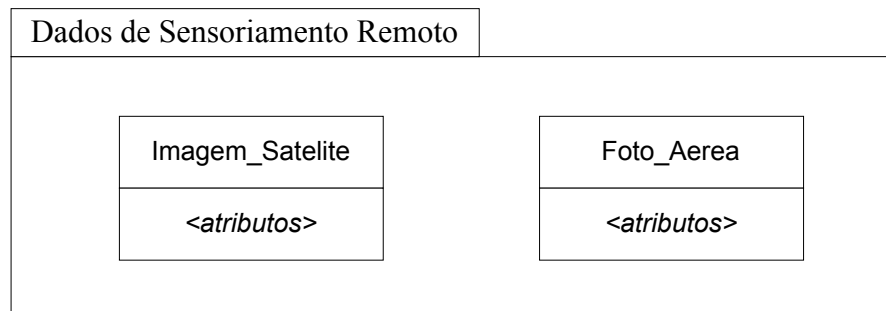 Dados de Sensoriamento Remoto
Imagem_Satelite
Foto_Aerea
<atributos>
<atributos>